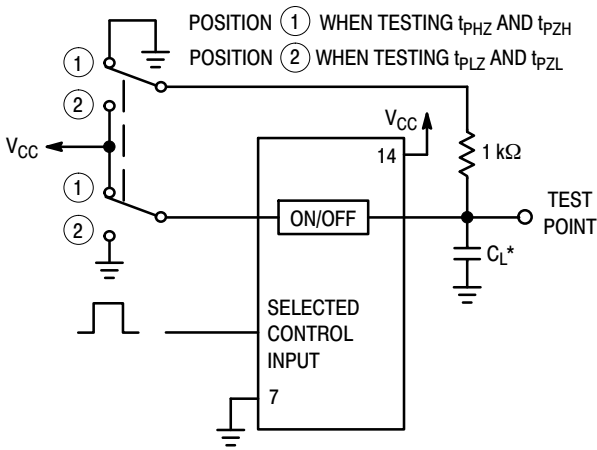 POSITION 1 WHEN TESTING tPHZ AND tPZH
POSITION 2 WHEN TESTING tPLZ AND tPZL
1
2
VCC
1
2
VCC
14
1 kΩ
TEST
POINT
ON/OFF
CL*
SELECTED
CONTROL
INPUT
7